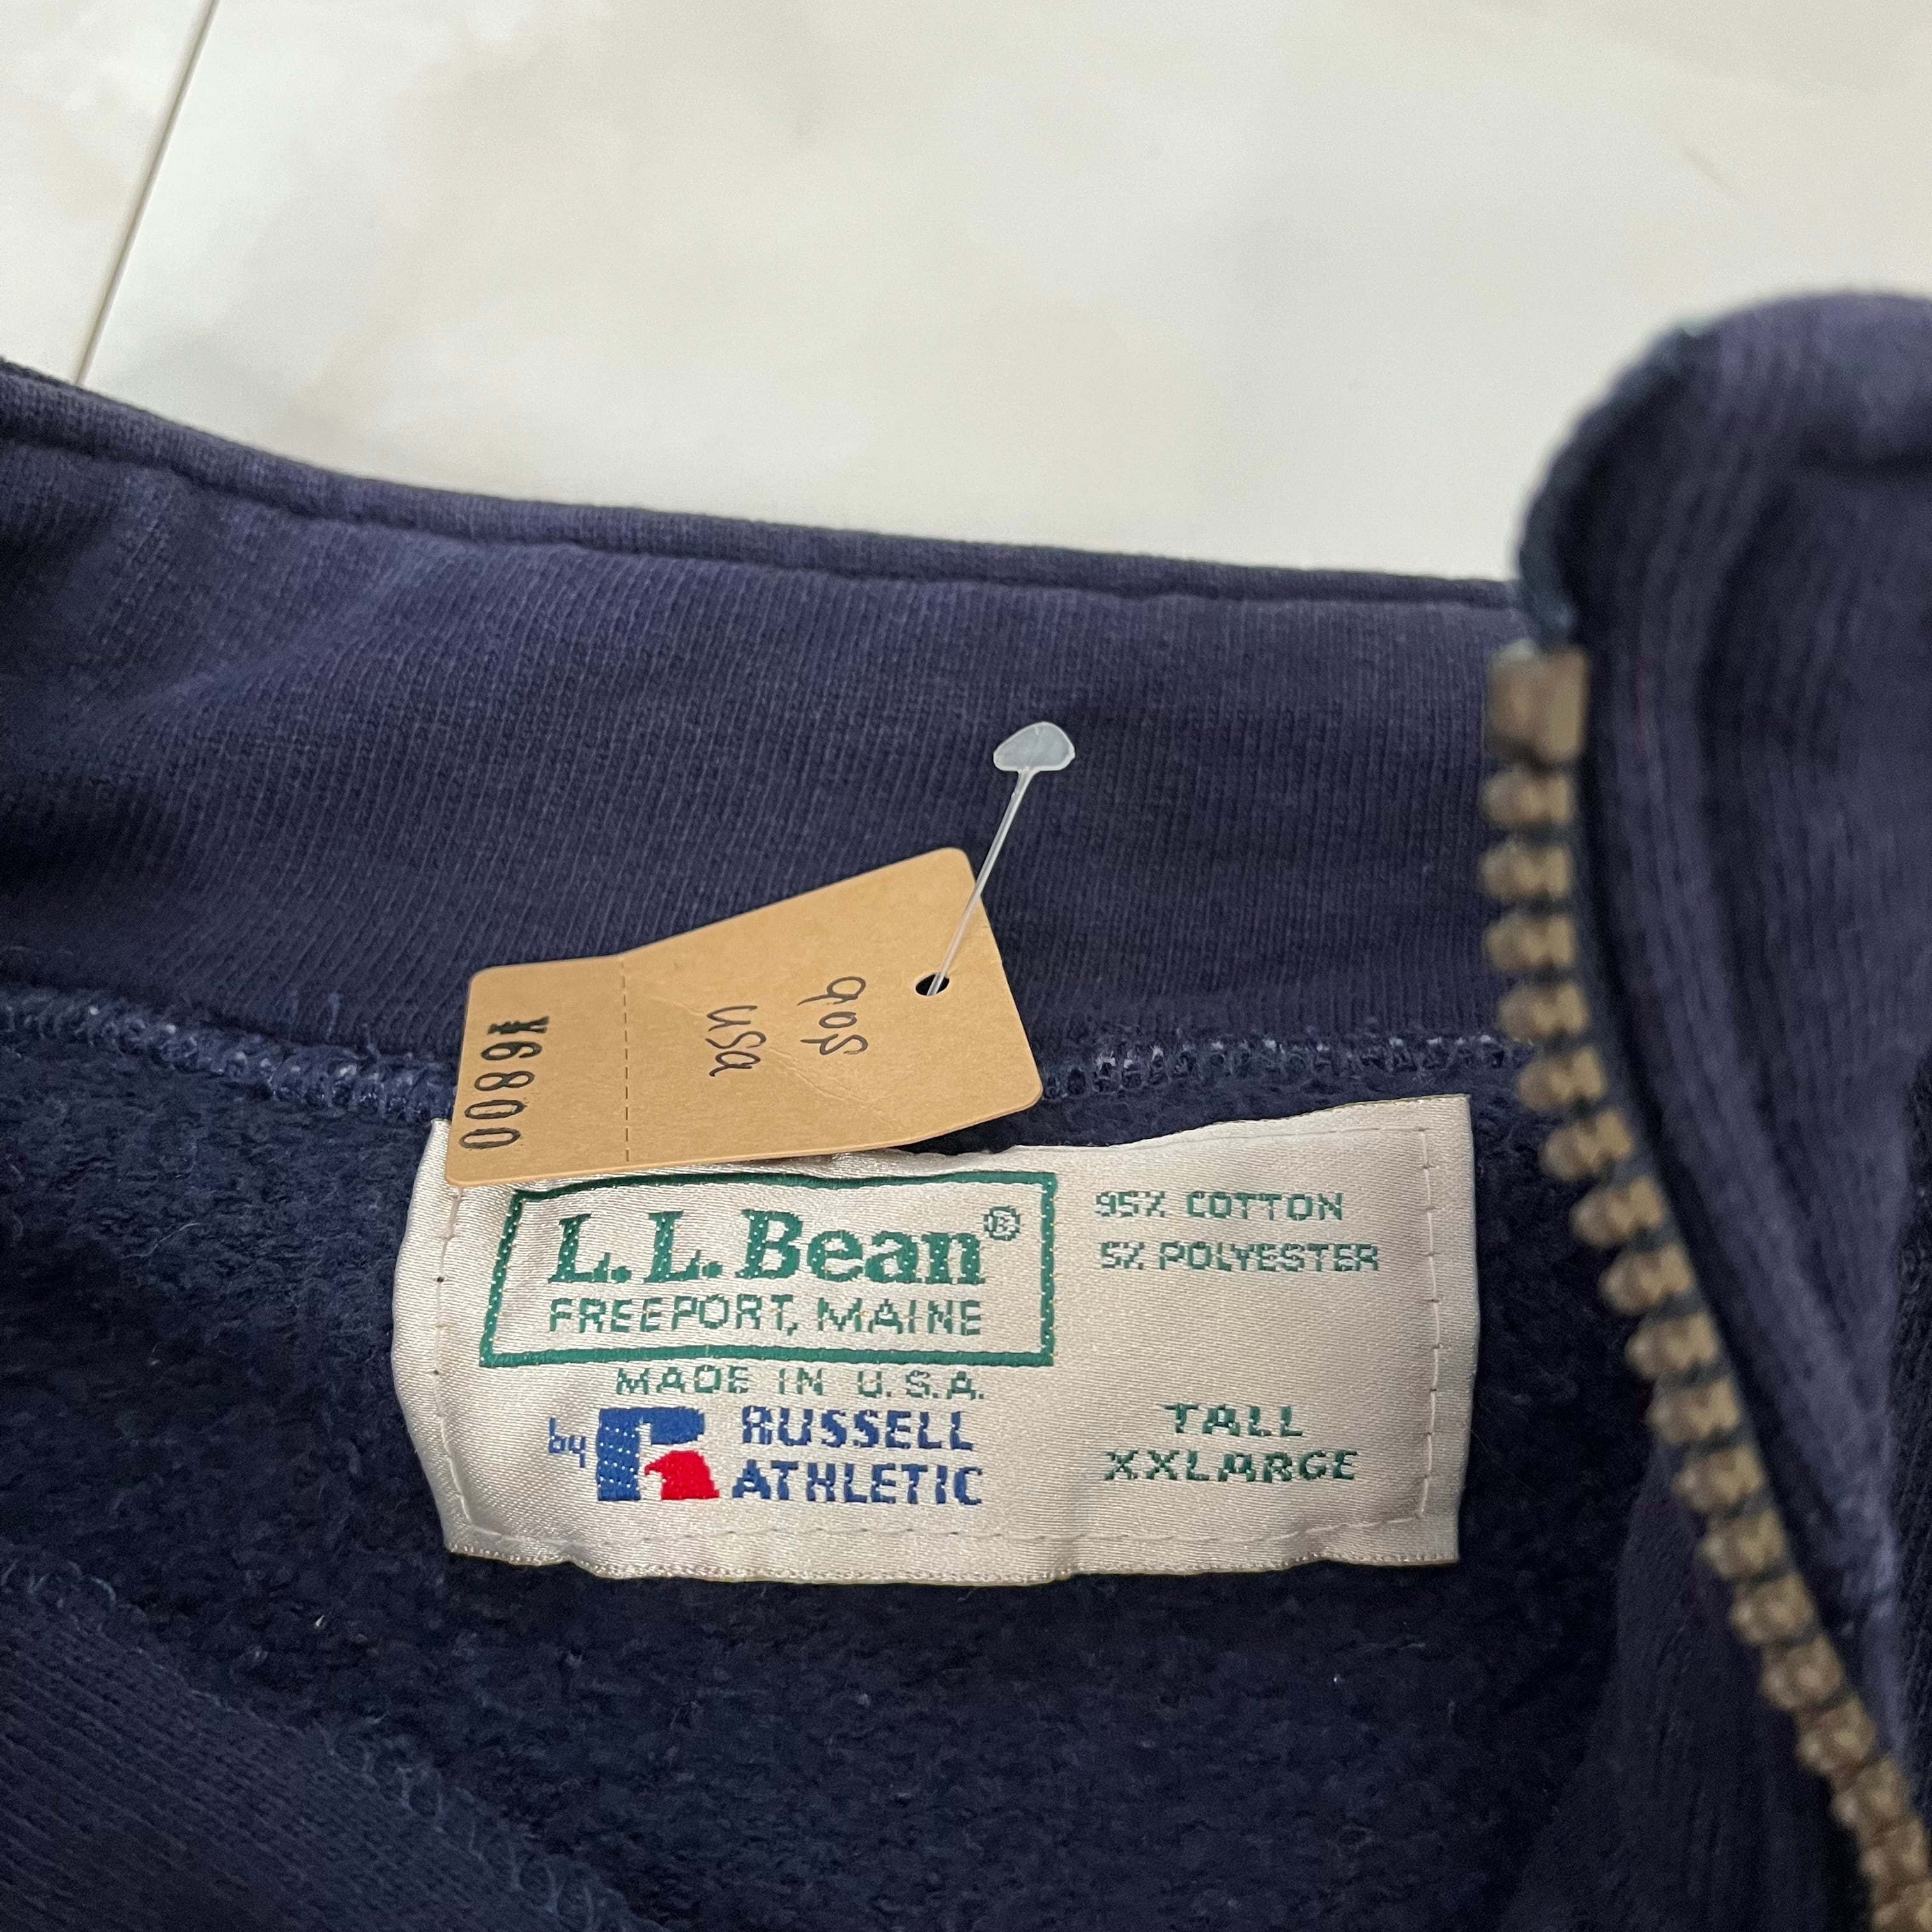 90s
usa
¥6800
L.L.Bean®
FREEPORT, MAINE
MADE IN U.S.A.
by RUSSELL
ATHLETIC
95% COTTON
5% POLYESTER
TALL
XXLARGE